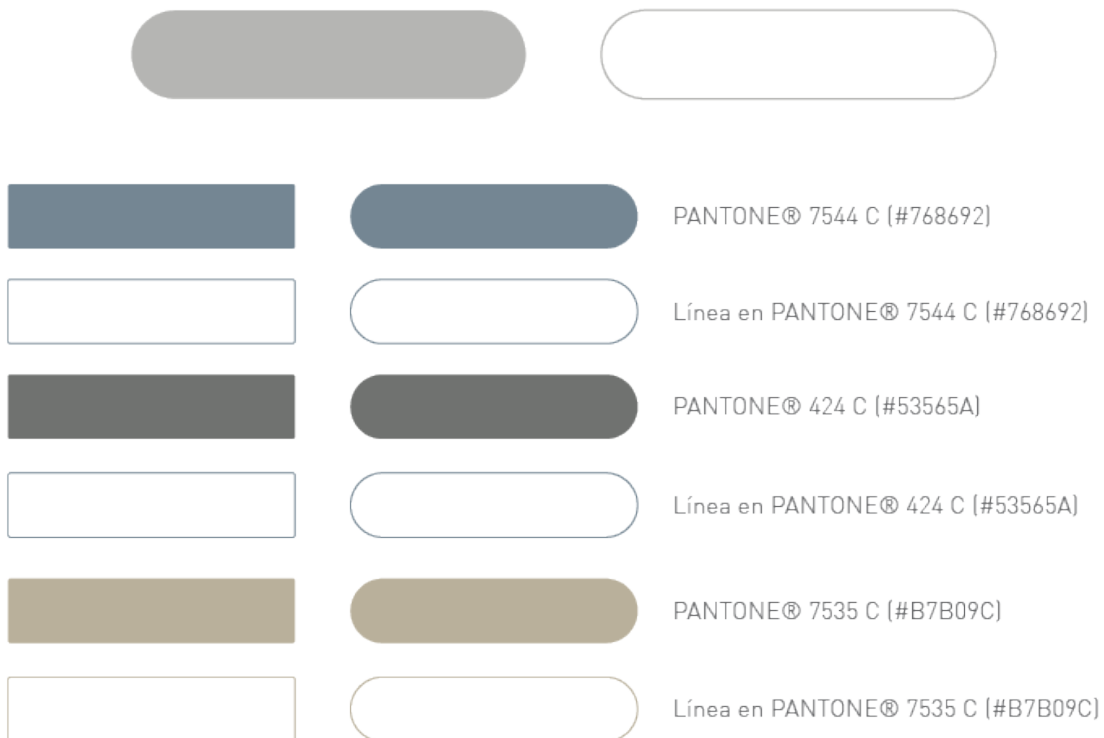 PANTONE® 7544 C (#768692)
Línea en PANTONE® 7544 C (#768692)
PANTONE® 424 C (#53565A)
Línea en PANTONE® 424 C (#53565A)
PANTONE® 7535 C (#B7B09C)
Línea en PANTONE® 7535 C (#B7B09C)